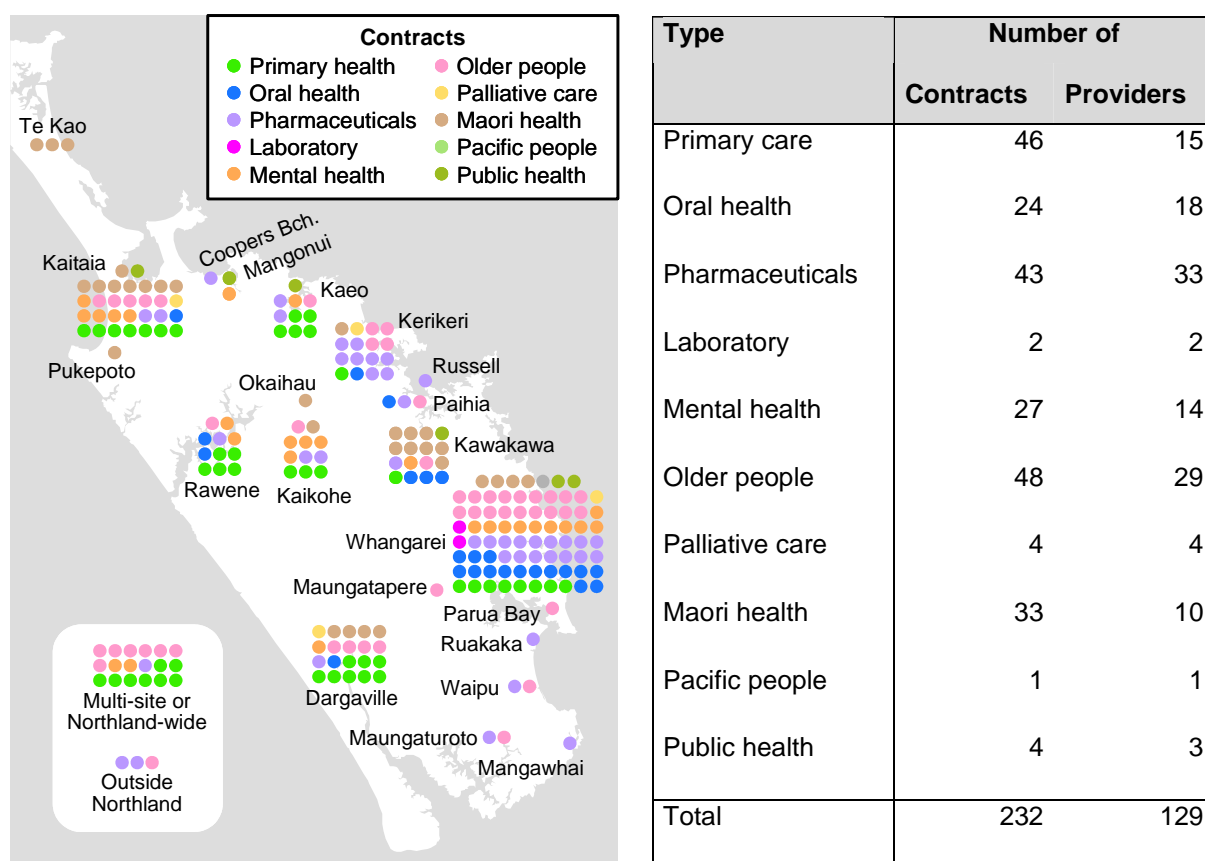 Contracts
Primary health
Oral health
Pharmaceuticals
Laboratory
Mental health
Older people
Palliative care
Maori health
Pacific people
Public health
Te Kao
Coopers Bch.
Mangonui
Kaitaia
Kaeo
Kerikeri
Pukepoto
Russell
Okaihau
Paihia
Kawakawa
Rawene
Kaikohe
Whangarei
Maungatapere
Parua Bay
Ruakaka
Dargaville
Waipu
Maungaturoto
Mangawhai
Multi-site or
Northland-wide
Outside
Northland
Type Number of
Contracts Providers
Primary care 46 15
Oral health 24 18
Pharmaceuticals 43 33
Laboratory 2 2
Mental health 27 14
Older people 48 29
Palliative care 4 4
Maori health 33 10
Pacific people 1 1
Public health 4 3
Total 232 129